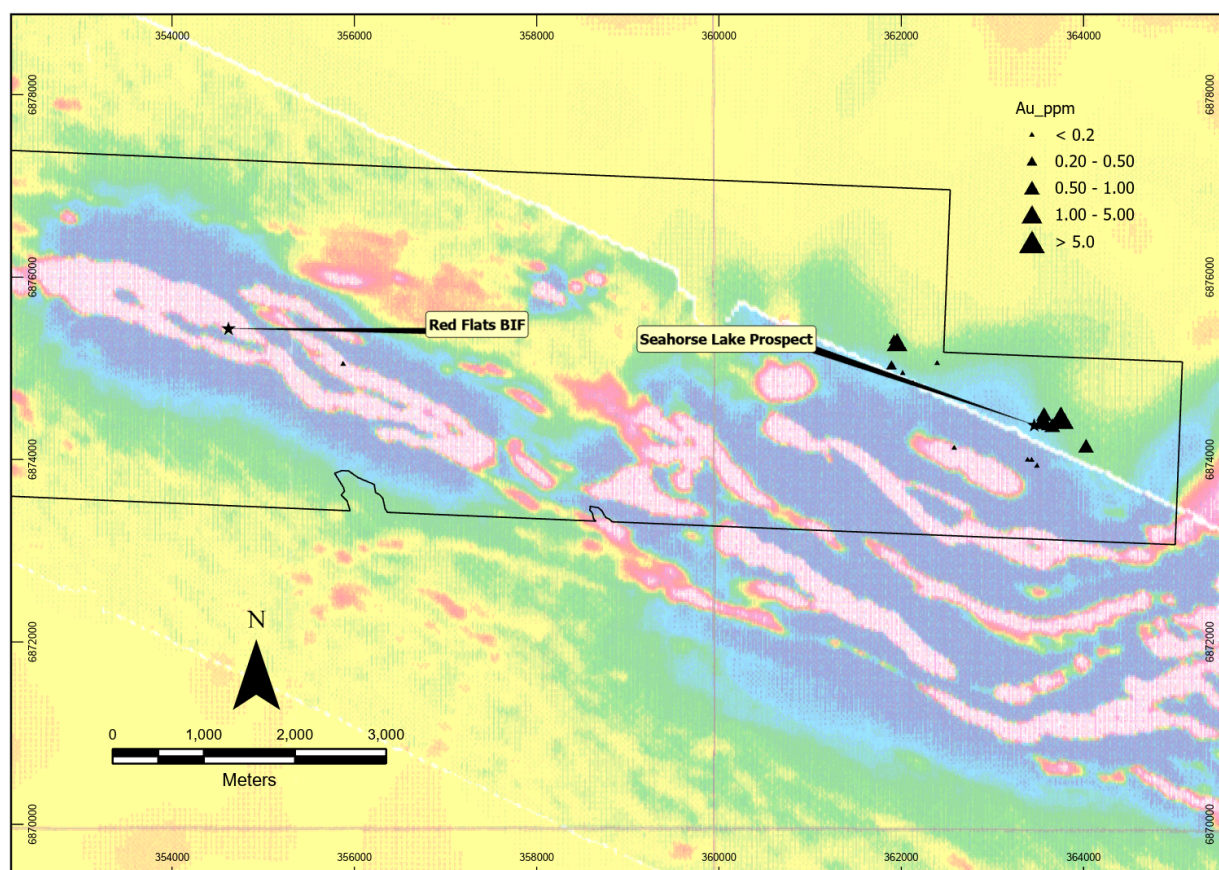 354000 356000 358000 360000 362000 364000
6878000 6878000
Au_ppm
< 0.2
0.20 - 0.50
0.50 - 1.00
1.00 - 5.00
> 5.0
6876000 6876000
Red Flats BIF
Seahorse Lake Prospect
6874000 6874000
N
6872000 6872000
0 1,000 2,000 3,000
Meters
6870000 6870000
354000 356000 358000 360000 362000 364000